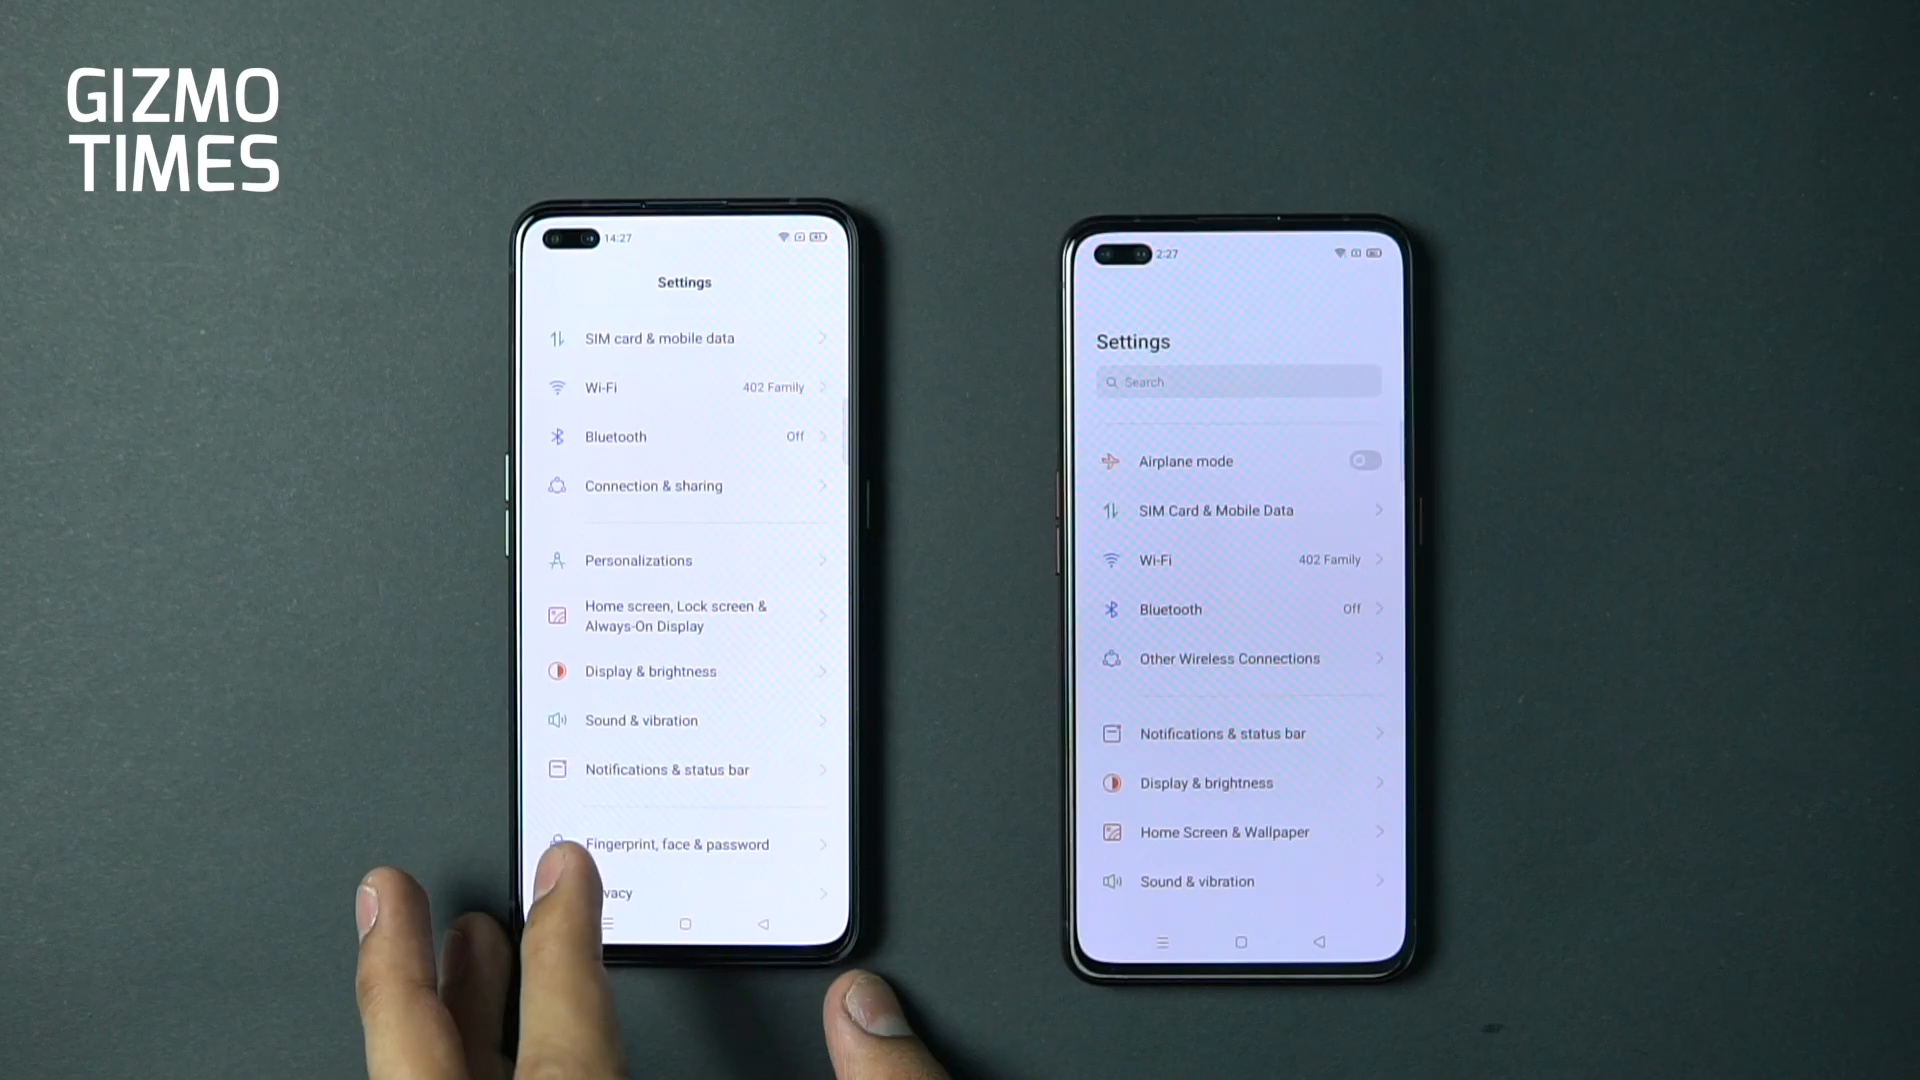 GIZMO
TIMES
14:27
Settings
SIM card & mobile data
Wi-Fi 402 Family
Bluetooth Off
Connection & sharing
Personalizations
Home screen, Lock screen &
Always-On Display
Display & brightness
Sound & vibration
Notifications & status bar
Fingerprint, face & password
vacy
2:27
Settings
Search
Airplane mode
SIM Card & Mobile Data
Wi-Fi 402 Family
Bluetooth Off
Other Wireless Connections
Notifications & status bar
Display & brightness
Home Screen & Wallpaper
Sound & vibration